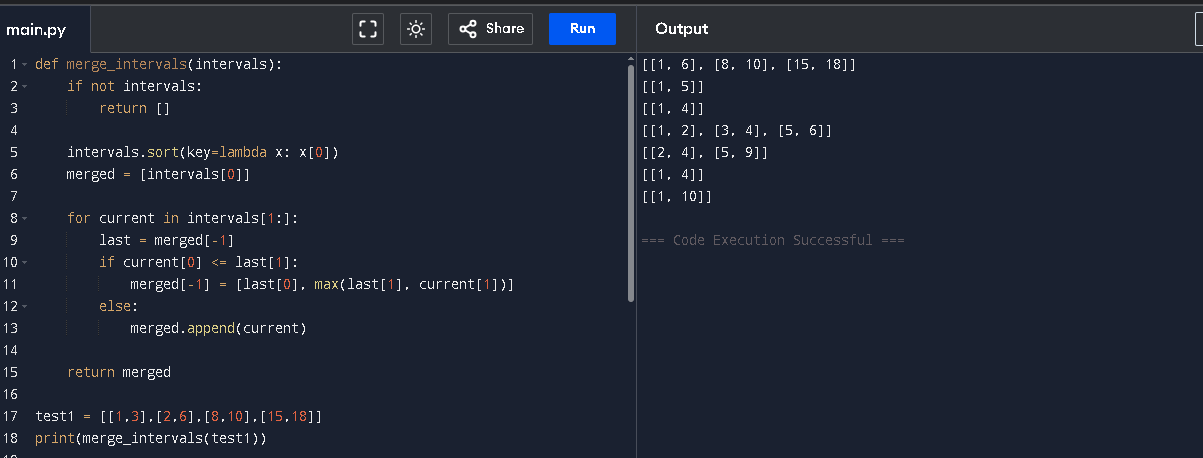 main.py
Share
Run
Output
1 def merge_intervals(intervals):
2     if not intervals:
3         return []
4
5     intervals.sort(key=lambda x: x[0])
6     merged = [intervals[0]]
7
8     for current in intervals[1:]:
9         last = merged[-1]
10         if current[0] <= last[1]:
11             merged[-1] = [last[0], max(last[1], current[1])]
12         else:
13             merged.append(current)
14
15     return merged
16
17 test1 = [[1,3],[2,6],[8,10],[15,18]]
18 print(merge_intervals(test1))
[[1, 6], [8, 10], [15, 18]]
[[1, 5]]
[[1, 4]]
[[1, 2], [3, 4], [5, 6]]
[[2, 4], [5, 9]]
[[1, 4]]
[[1, 10]]
=== Code Execution Successful ===